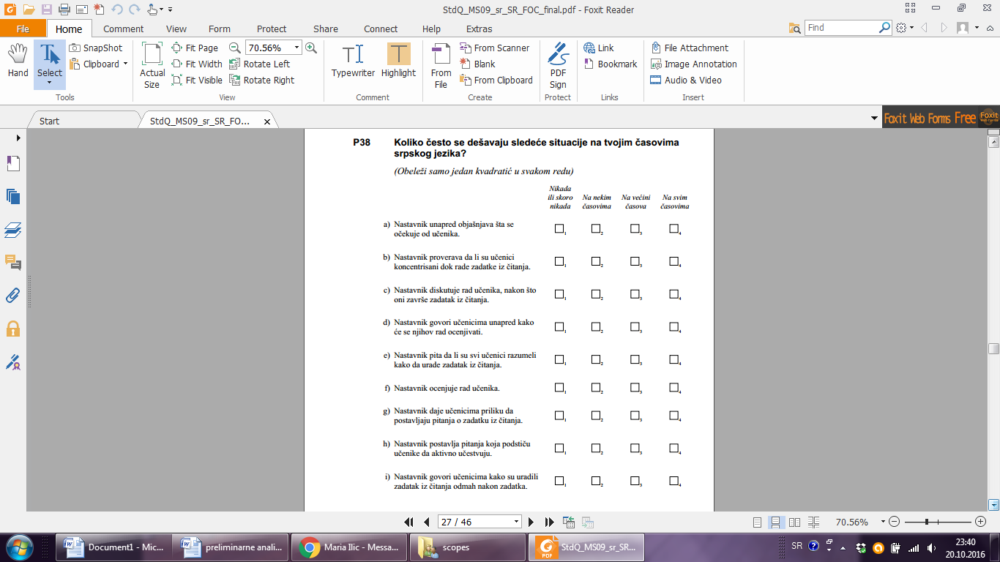 StdQ_MS09_sr_SR_FOC_final.pdf - Foxit Reader
File Home Comment View Form Protect Share Connect Help Extras Find
Hand
Select
SnapShot
Clipboard
Tools
Actual
Size
Fit Page
Fit Width
Fit Visible
70.56%
Rotate Left
Rotate Right
View
Typewriter
Highlight
Comment
From
File
From Scanner
Blank
From Clipboard
Create
PDF
Sign
Protect
Link
Bookmark
Links
File Attachment
Image Annotation
Audio & Video
Insert
Start
StdQ_MS09_sr_SR_FO...
Foxit Web Forms Free
P38 Koliko često se dešavaju sledeće situacije na tvojim časovima
srpskog jezika?
(Obeleži samo jedan kvadratić u svakom redu)
Nikada
ili skoro Na nekim Na većini Na svim
nikada časovima časova časovima
a) Nastavnik unapred objašnjava šta se
očekuje od učenika.
1 2 3 4
b) Nastavnik proverava da li su učenici
koncentrisani dok rade zadatke iz čitanja.
1 2 3 4
c) Nastavnik diskutuje rad učenika, nakon što
oni završe zadatak iz čitanja.
1 2 3 4
d) Nastavnik govori učenicima unapred kako
će se njihov rad ocenjivati.
1 2 3 4
e) Nastavnik pita da li su svi učenici razumeli
kako da urade zadatak iz čitanja.
1 2 3 4
f) Nastavnik ocenjuje rad učenika.
1 2 3 4
g) Nastavnik daje učenicima priliku da
postavljaju pitanja o zadatku iz čitanja.
1 2 3 4
h) Nastavnik postavlja pitanja koja podstiču
učenike da aktivno učestvuju.
1 2 3 4
i) Nastavnik govori učenicima kako su uradili
zadatak iz čitanja odmah nakon zadatka.
1 2 3 4
27 / 46
70.56%
Document1 - Mic...
preliminarne anali...
Maria Ilic - Messa...
scopes
StdQ_MS09_sr_SR...
SR
23:40
20.10.2016